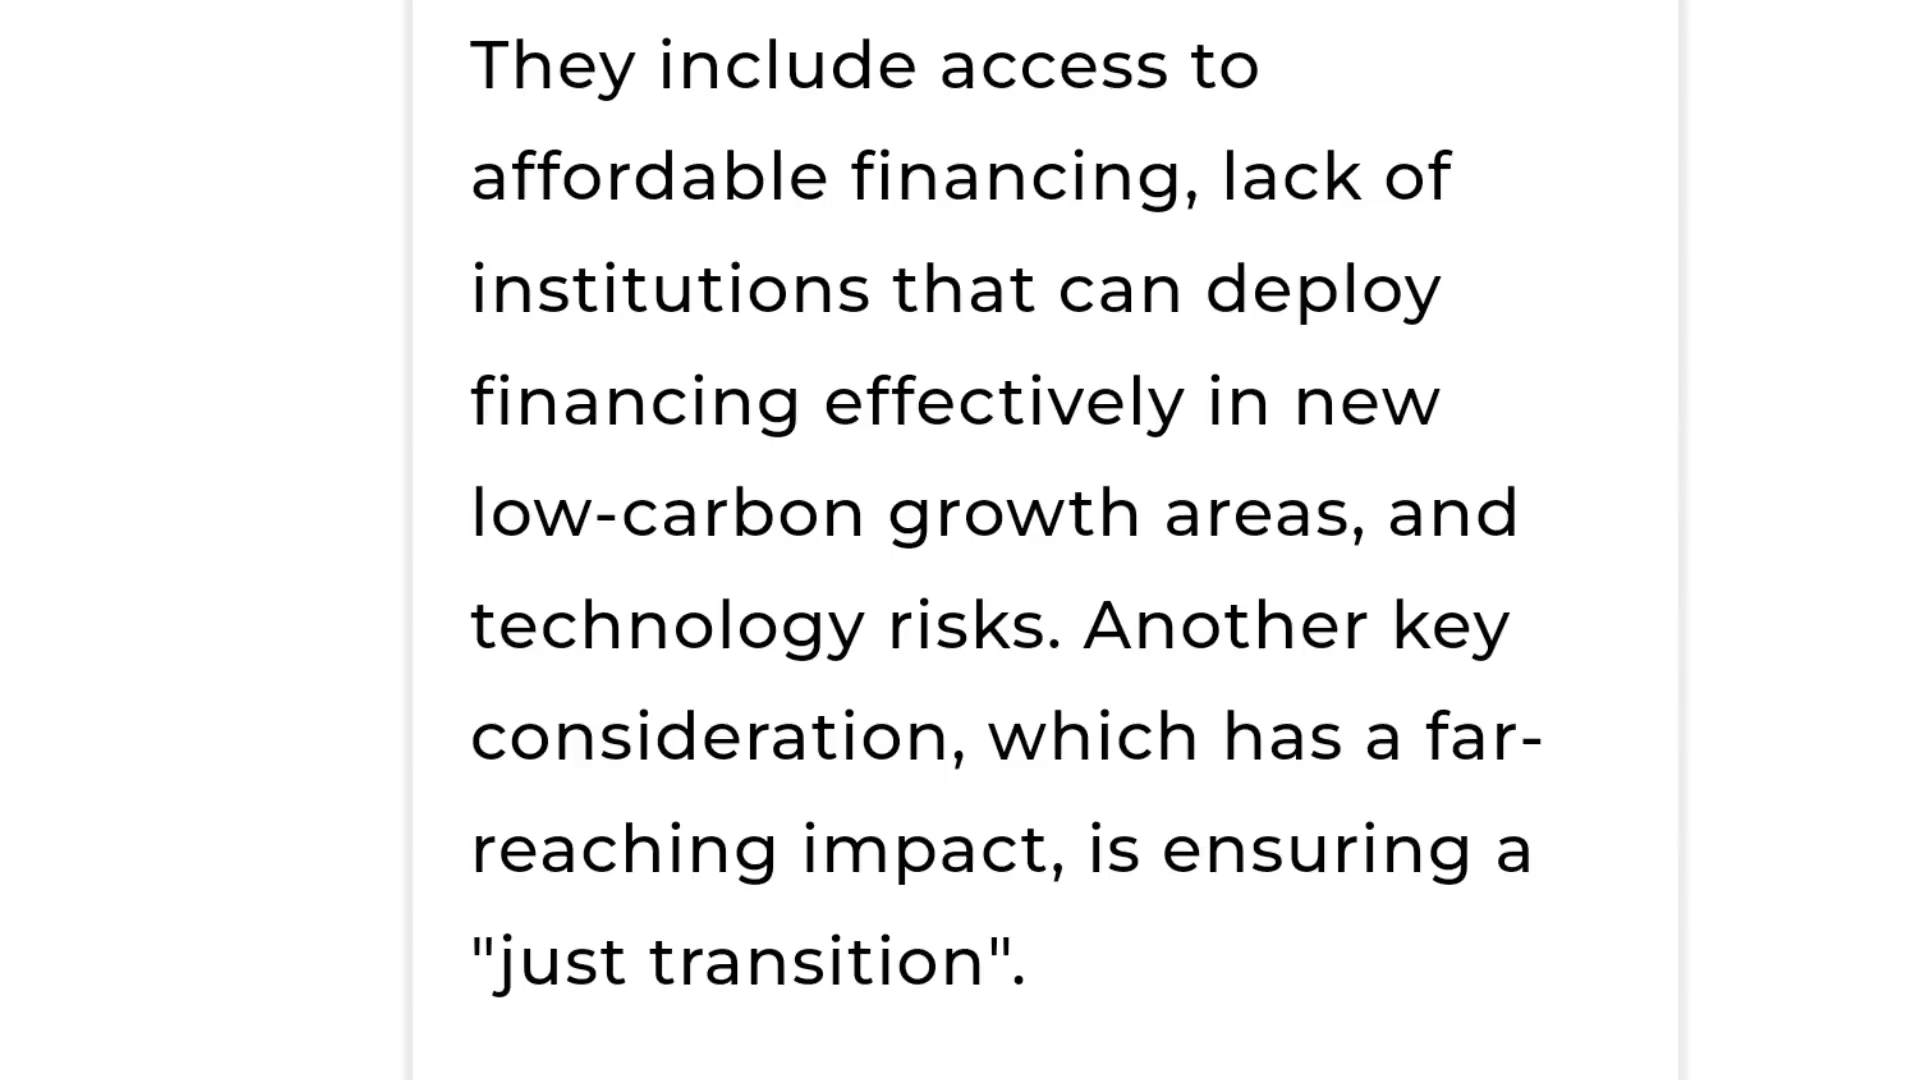 They include access to
affordable financing, lack of
institutions that can deploy
financing effectively in new
low-carbon growth areas, and
technology risks. Another key
consideration, which has a far-
reaching impact, is ensuring a
"just transition".